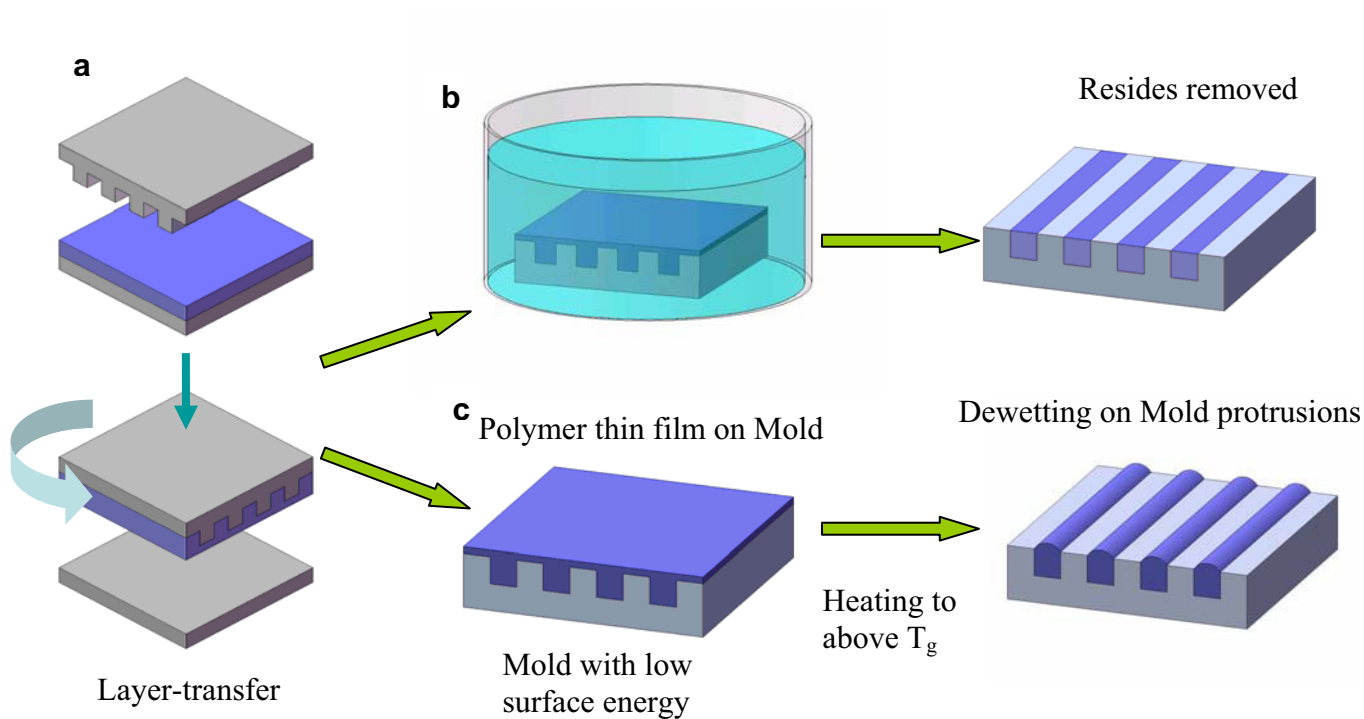 a
b
Resides removed
Layer-transfer
c
Polymer thin film on Mold
Mold with low
surface energy
Heating to
above Tg
Dewetting on Mold protrusions